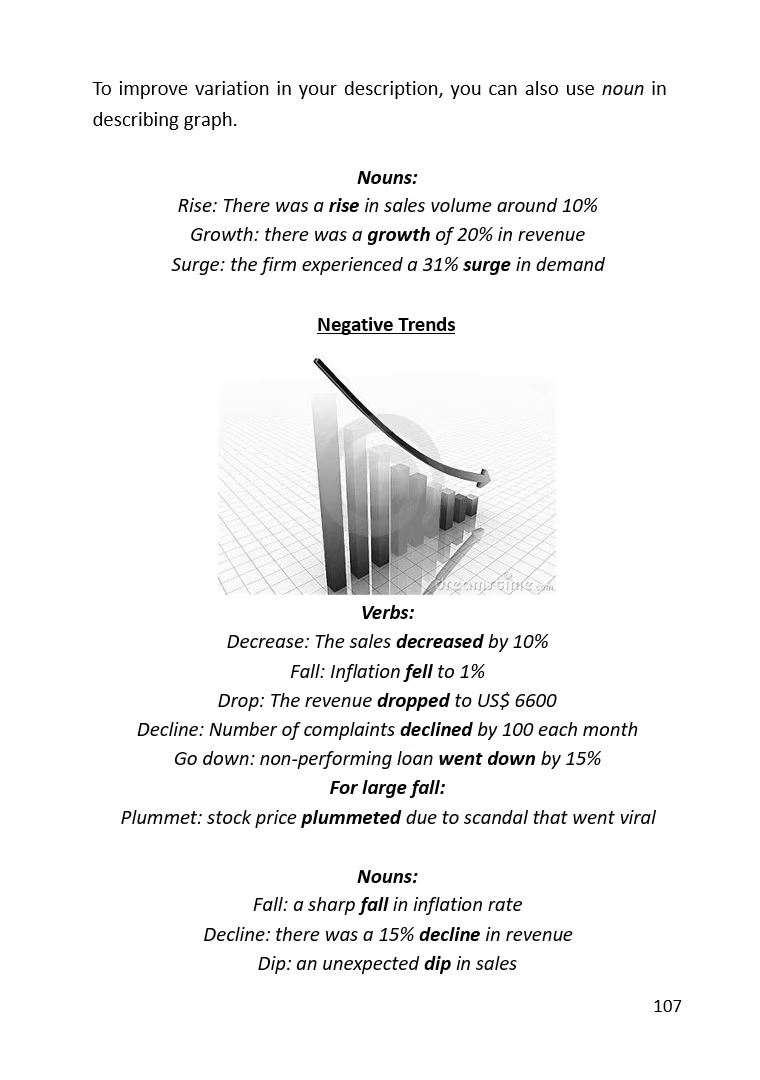 To improve variation in your description, you can also use noun in
describing graph.
Nouns:
Rise: There was a rise in sales volume around 10%
Growth: there was a growth of 20% in revenue
Surge: the firm experienced a 31% surge in demand
Negative Trends
dreamstime.com
Verbs:
Decrease: The sales decreased by 10%
Fall: Inflation fell to 1%
Drop: The revenue dropped to US$ 6600
Decline: Number of complaints declined by 100 each month
Go down: non-performing loan went down by 15%
For large fall:
Plummet: stock price plummeted due to scandal that went viral
Nouns:
Fall: a sharp fall in inflation rate
Decline: there was a 15% decline in revenue
Dip: an unexpected dip in sales
107